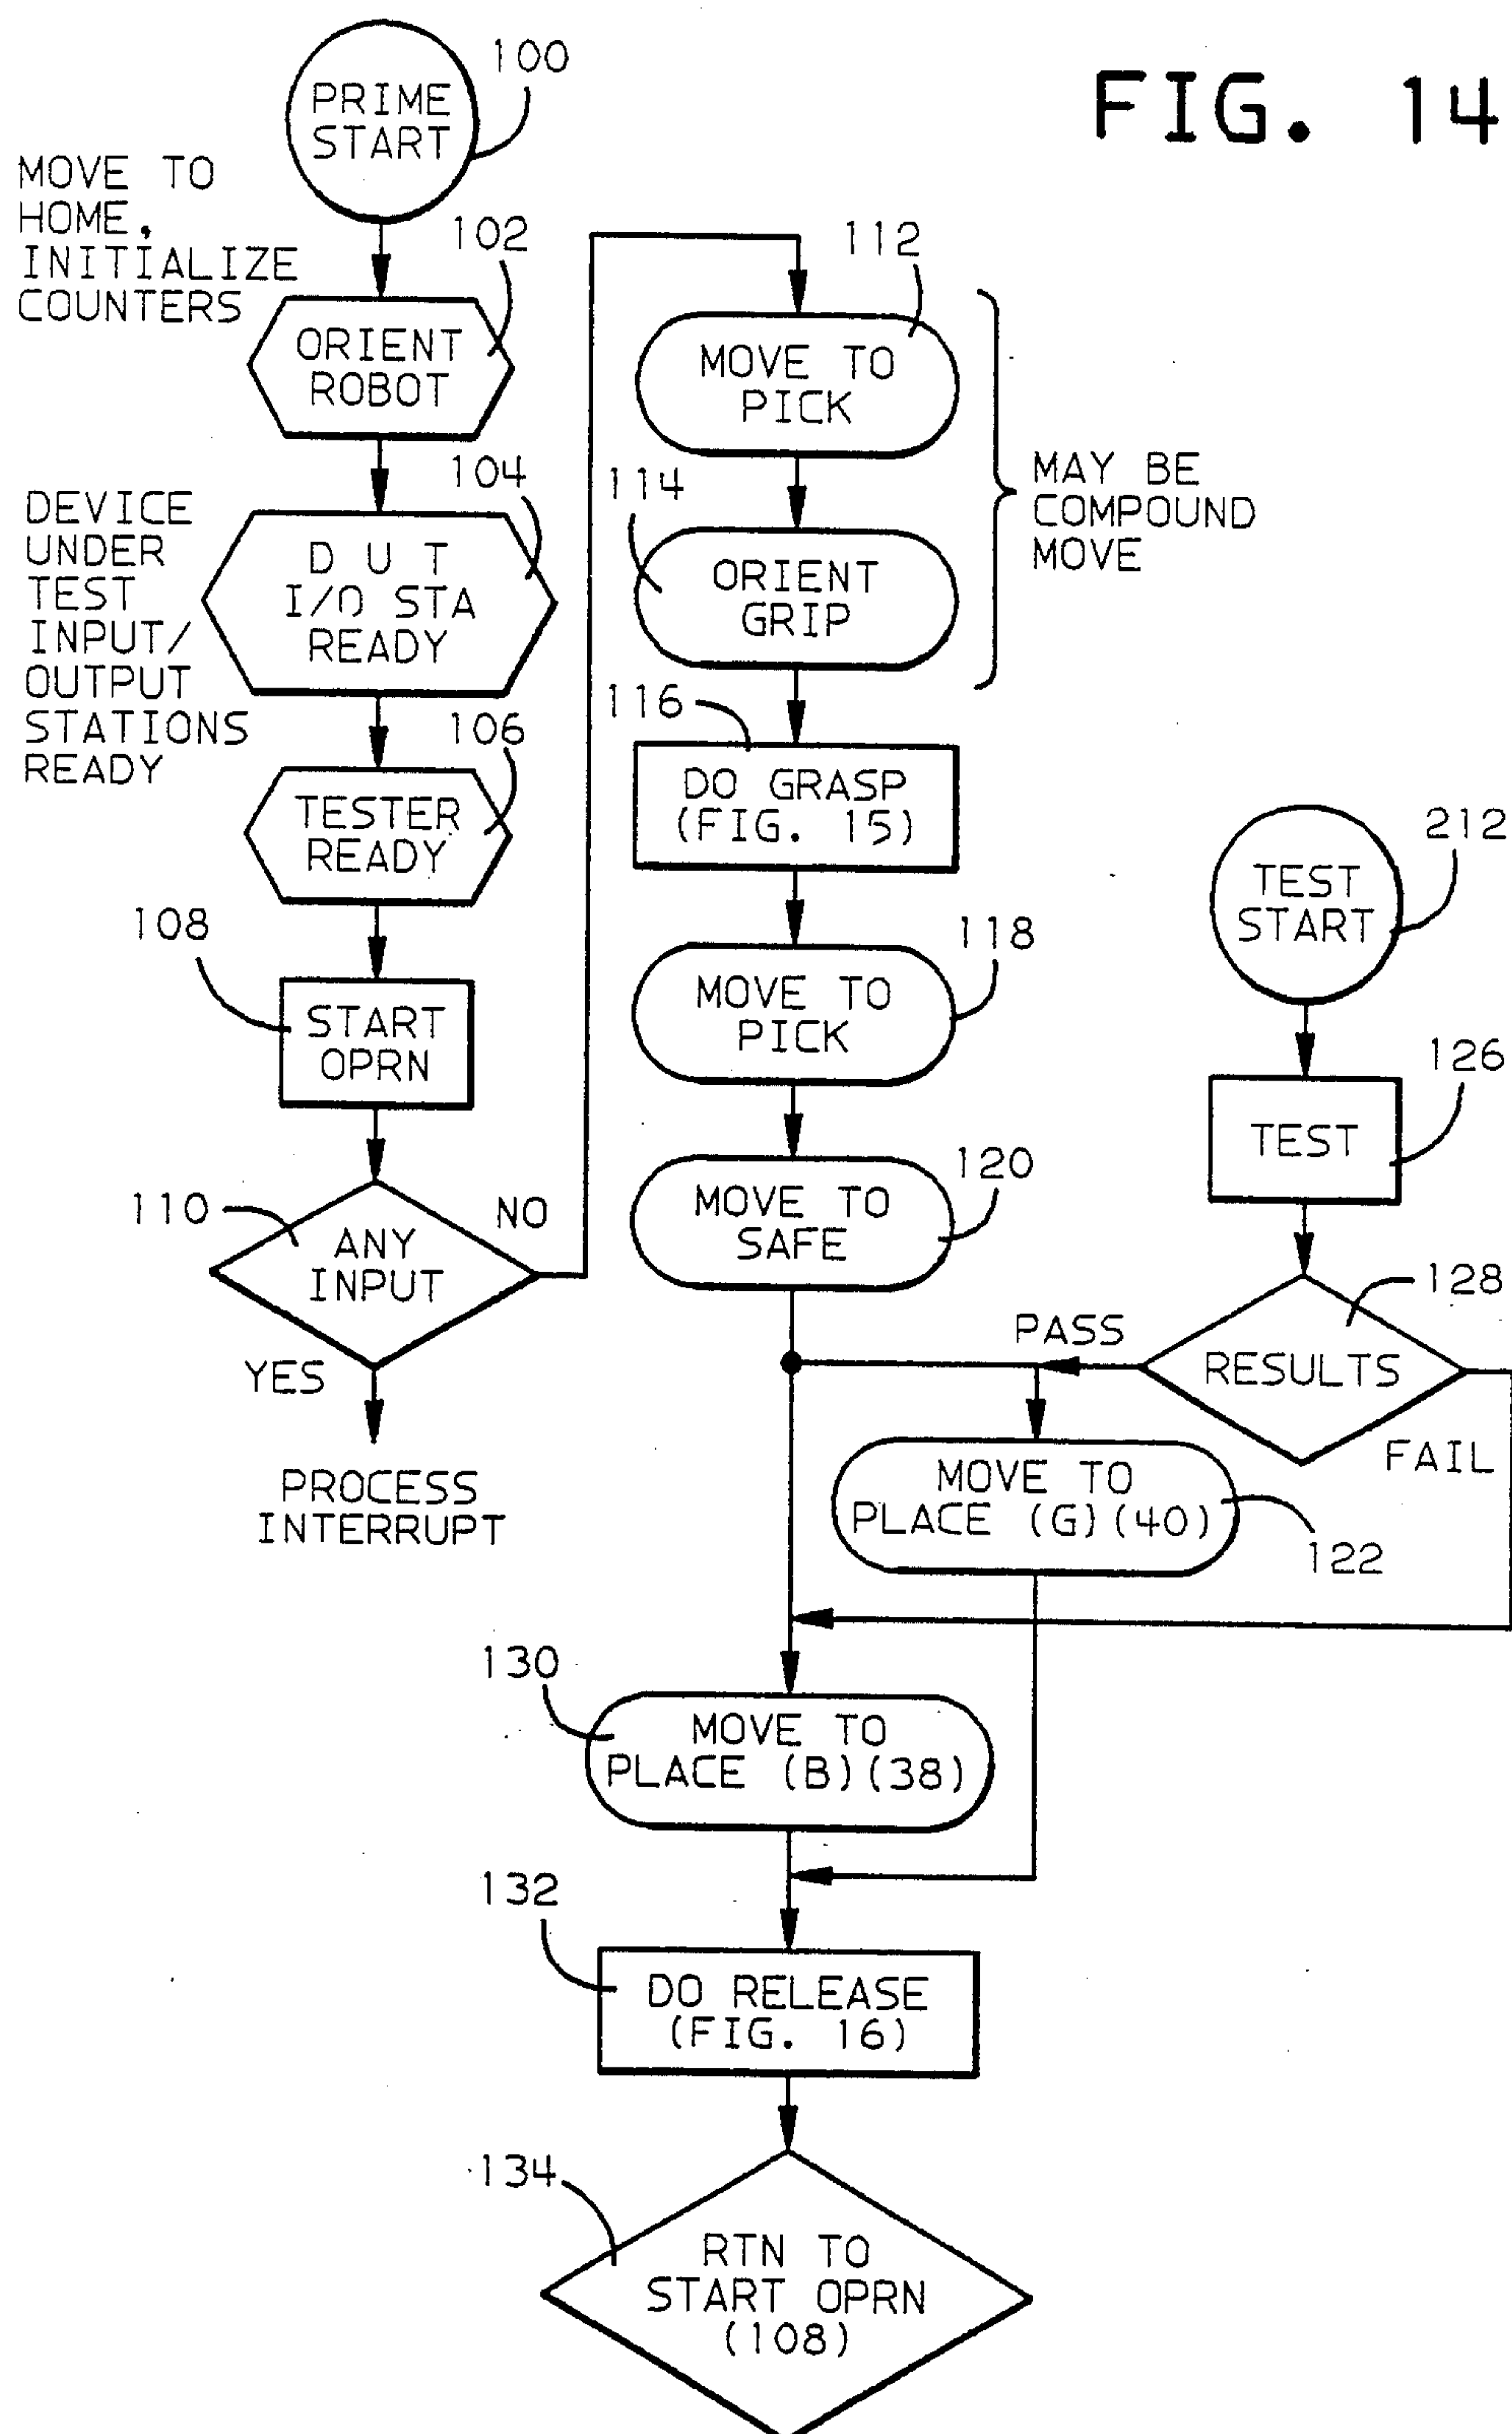 FIG. 14
100
PRIME
START
MOVE TO
HOME,
INITIALIZE
COUNTERS
102
ORIENT
ROBOT
104
DEVICE
UNDER
TEST
INPUT/
OUTPUT
STATIONS
READY
D U T
I/O STA
READY
106
TESTER
READY
108
START
OPRN
110
ANY
INPUT
NO
YES
PROCESS
INTERRUPT
112
MOVE TO
PICK
114
ORIENT
GRIP
MAY BE
COMPOUND
MOVE
116
DO GRASP
(FIG. 15)
118
MOVE TO
PICK
120
MOVE TO
SAFE
212
TEST
START
126
TEST
128
RESULTS
PASS
FAIL
MOVE TO
PLACE (G)(40)
122
130
MOVE TO
PLACE (B)(38)
132
DO RELEASE
(FIG. 16)
134
RTN TO
START OPRN
(108)